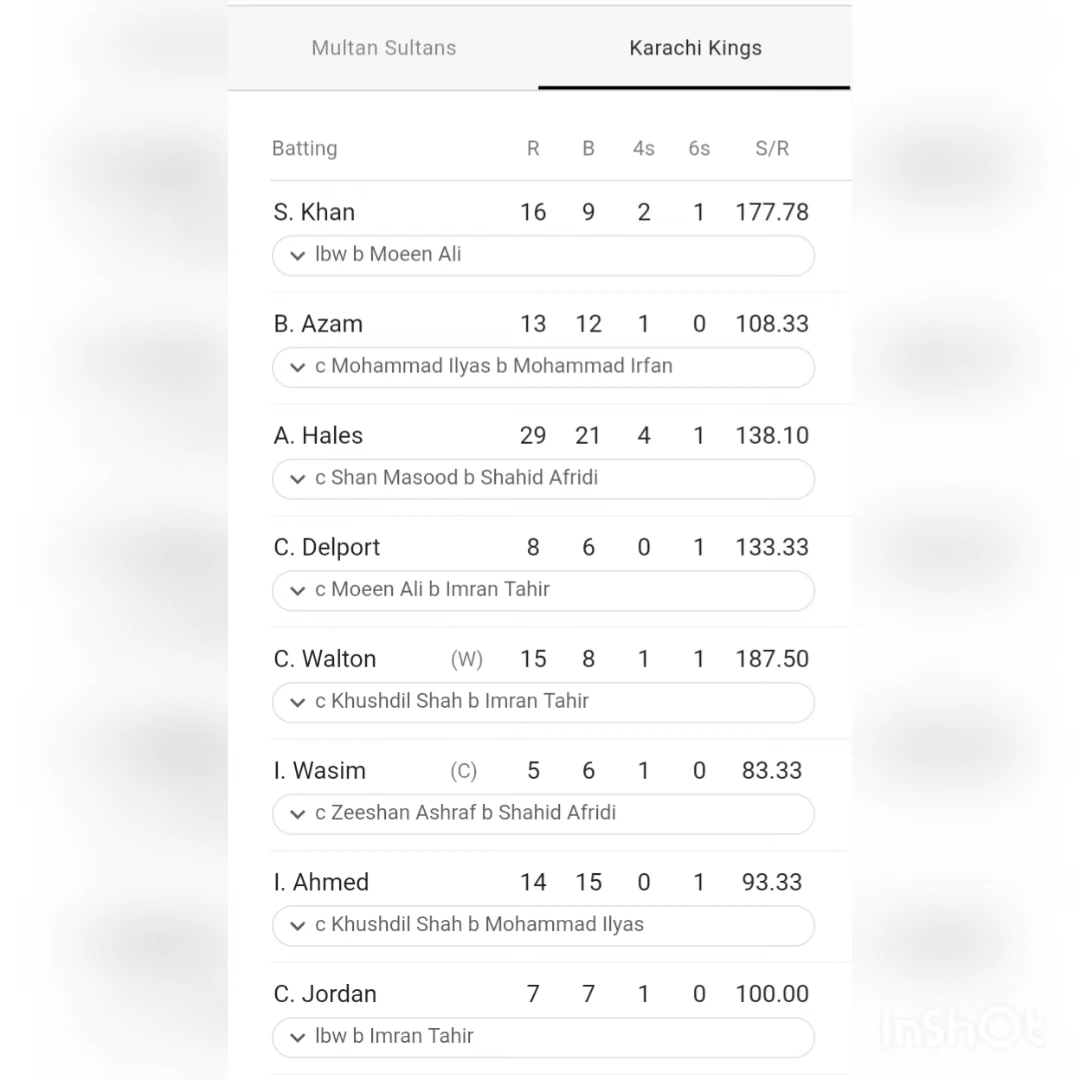 Multan Sultans Karachi Kings
Batting R B 4s 6s S/R
S. Khan 16 9 2 1 177.78
lbw b Moeen Ali
B. Azam 13 12 1 0 108.33
c Mohammad Ilyas b Mohammad Irfan
A. Hales 29 21 4 1 138.10
c Shan Masood b Shahid Afridi
C. Delport 8 6 0 1 133.33
c Moeen Ali b Imran Tahir
C. Walton (W) 15 8 1 1 187.50
c Khushdil Shah b Imran Tahir
I. Wasim (C) 5 6 1 0 83.33
c Zeeshan Ashraf b Shahid Afridi
I. Ahmed 14 15 0 1 93.33
c Khushdil Shah b Mohammad Ilyas
C. Jordan 7 7 1 0 100.00
lbw b Imran Tahir
InShOt